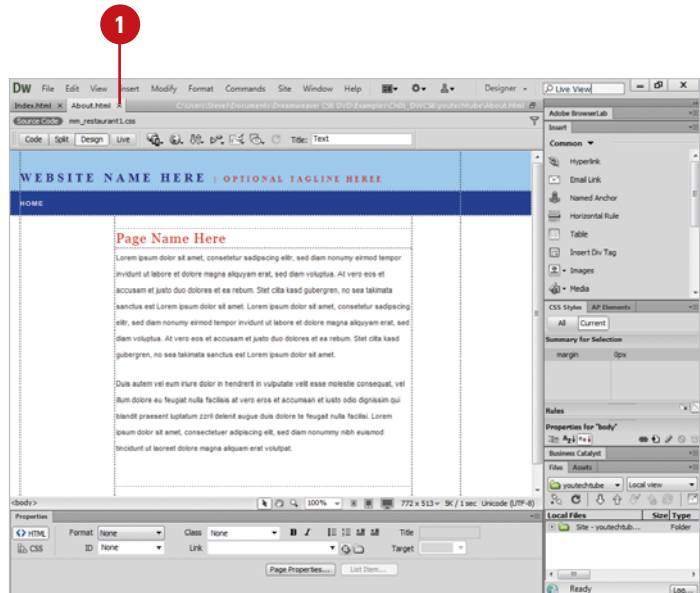 1
DW File Edit View Insert Modify Format Commands Site Window Help Designer Live View
Index.html × About.html × C:\Users\Steve\Documents\Dreamweaver CS6 DVD\Examples\Ch01_DWCS6\youtechtube\About.html
Source Code mm_restaurant1.css
Code Split Design Live Title: Text
WEBSITE NAME HERE | OPTIONAL TAGLINE HEREE
HOME
Page Name Here
Lorem ipsum dolor sit amet, consetetur sadipscing elitr, sed diam nonumy eirmod tempor
invidunt ut labore et dolore magna aliquyam erat, sed diam voluptua. At vero eos et
accusam et justo duo dolores et ea rebum. Stet clita kasd gubergren, no sea takimata
sanctus est Lorem ipsum dolor sit amet. Lorem ipsum dolor sit amet, consetetur sadipscing
elitr, sed diam nonumy eirmod tempor invidunt ut labore et dolore magna aliquyam erat, sed
diam voluptua. At vero eos et accusam et justo duo dolores et ea rebum. Stet clita kasd
gubergren, no sea takimata sanctus est Lorem ipsum dolor sit amet.
Duis autem vel eum iriure dolor in hendrerit in vulputate velit esse molestie consequat, vel
illum dolore eu feugiat nulla facilisis at vero eros et accumsan et iusto odio dignissim qui
blandit praesent luptatum zzril delenit augue duis dolore te feugait nulla facilisi. Lorem
ipsum dolor sit amet, consectetuer adipiscing elit, sed diam nonummy nibh euismod
tincidunt ut laoreet dolore magna aliquam erat volutpat.
<body> 100% 772 x 513 5K / 1 sec Unicode (UTF-8)
Properties
<> HTML Format None Class None B I Title
CSS ID None Link Target
Page Properties... List Item...
Adobe BrowserLab
Insert
Common
Hyperlink
Email Link
Named Anchor
Horizontal Rule
Table
Insert Div Tag
Images
Media
CSS Styles AP Elements
All Current
Summary for Selection
margin 0px
Rules
Properties for "body"
Business Catalyst
Files Assets
youtechtube Local view
Local Files Size Type
Site - youtechtub... Folder
Ready Log...